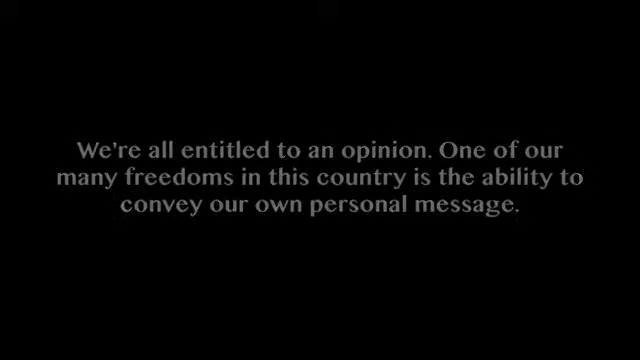 We're all entitled to an opinion. One of our
many freedoms in this country is the ability to
convey our own personal message.